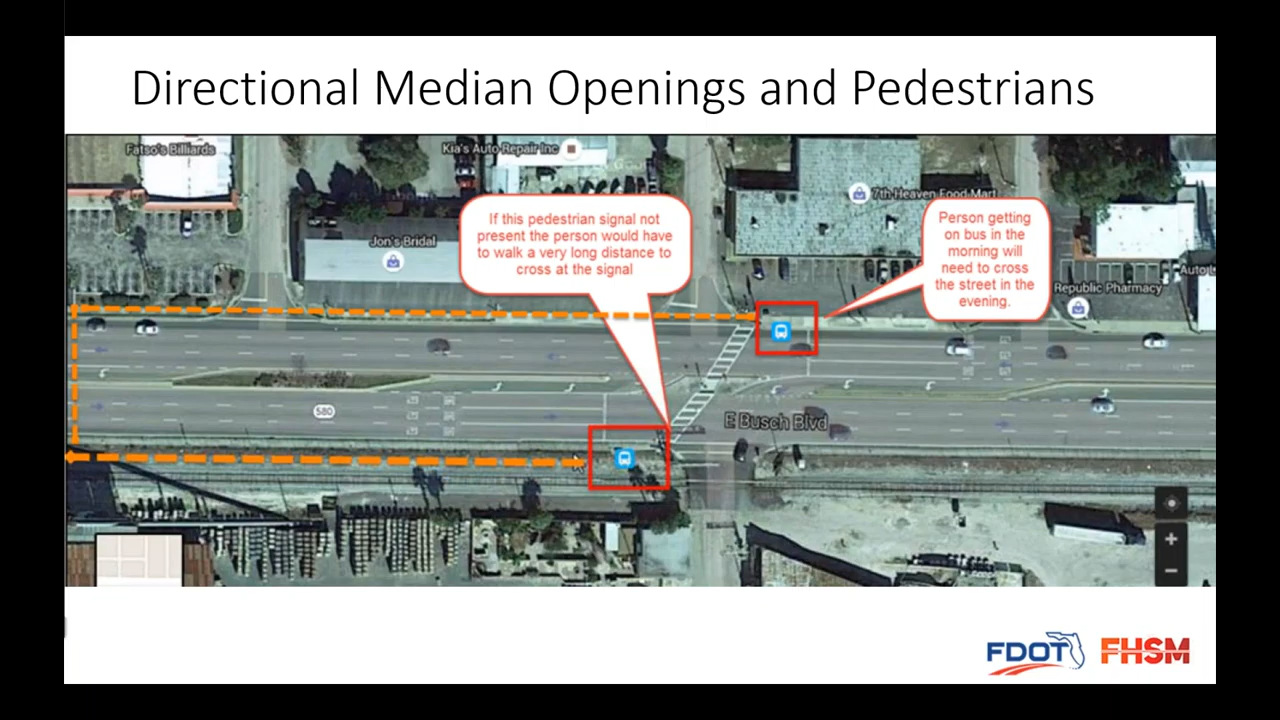 Directional Median Openings and Pedestrians
Fatso's Billiards
Kia's Auto Repair Inc
7th Heaven Food Mart
If this pedestrian signal not
present the person would have
to walk a very long distance to
cross at the signal
Person getting
on bus in the
morning will
need to cross
the street in the
evening.
Jon's Bridal
Republic Pharmacy
580
E Busch Blvd
+
−
FDOT
FHSM